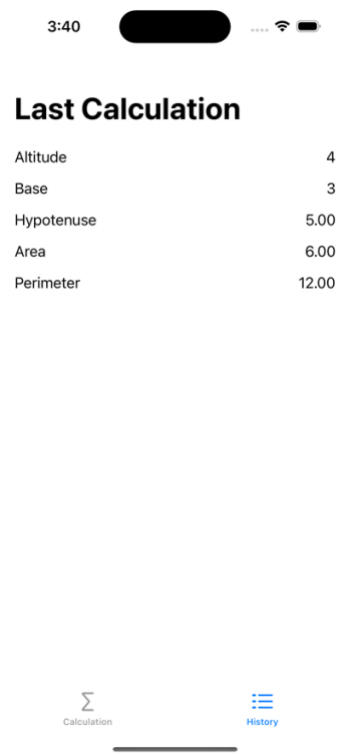 3:40
Last Calculation
Altitude 4
Base 3
Hypotenuse 5.00
Area 6.00
Perimeter 12.00
Calculation History